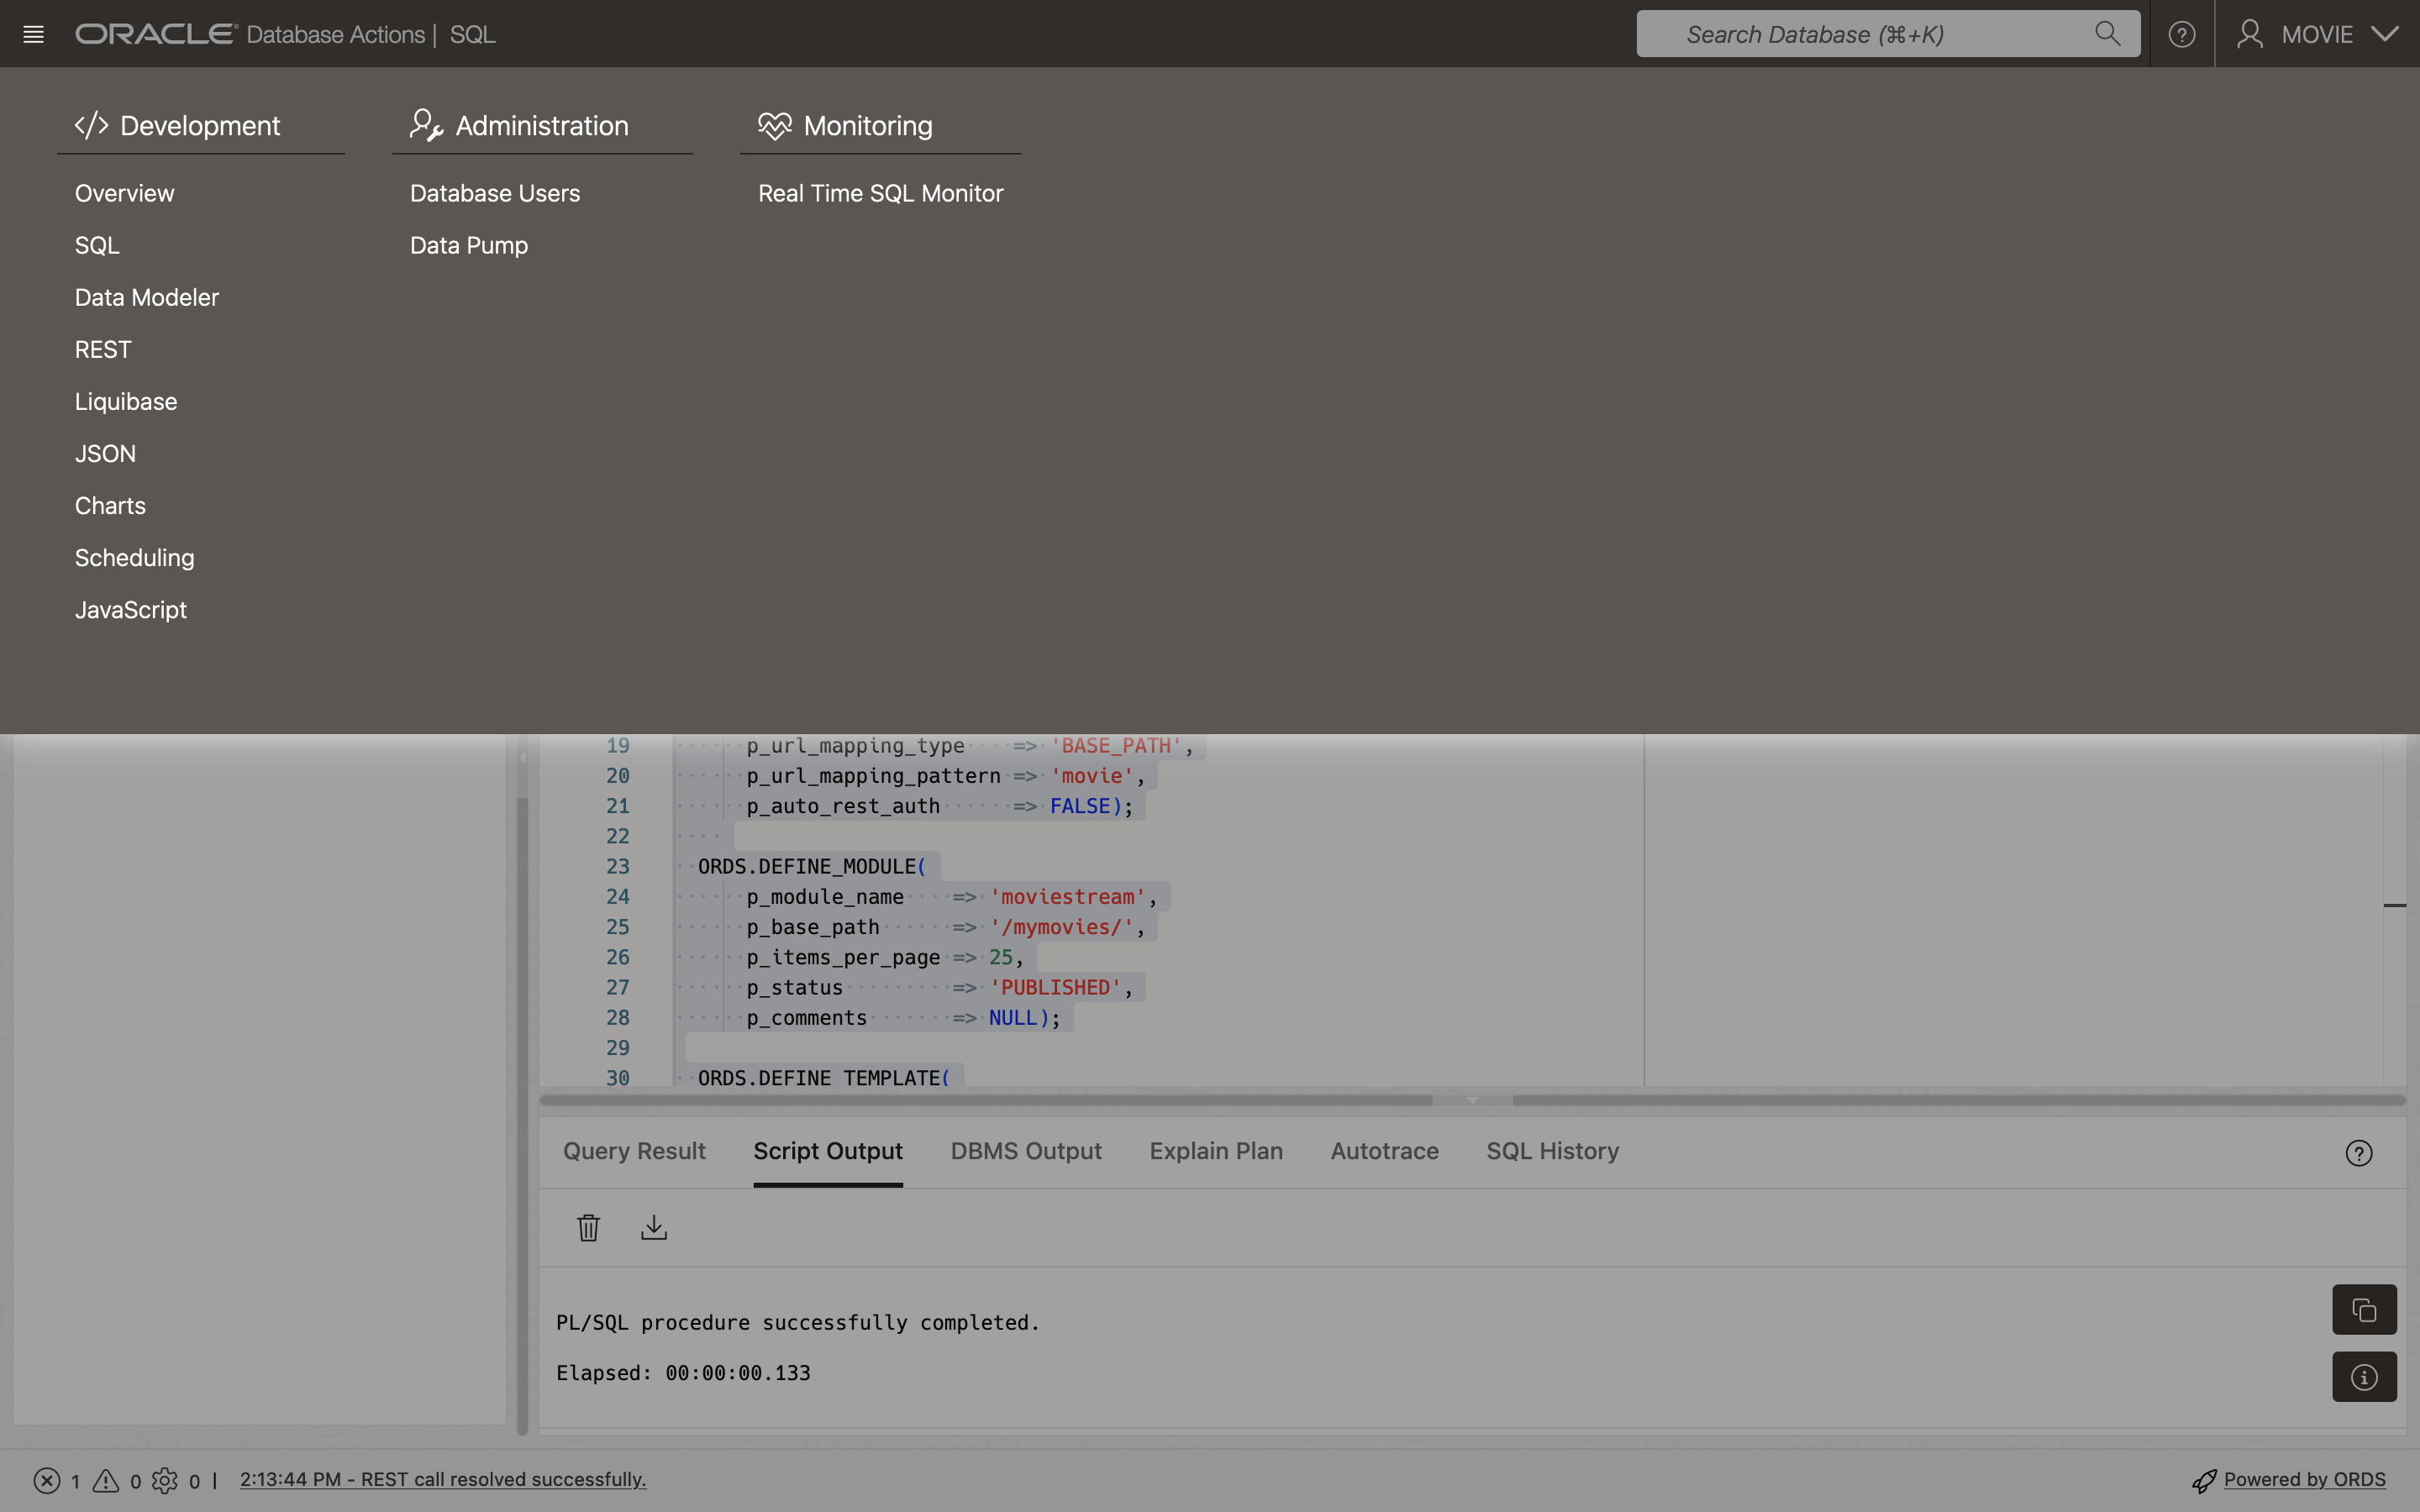 ORACLE Database Actions | SQL
Search Database (⌘+K)
MOVIE
</> Development
Overview
SQL
Data Modeler
REST
Liquibase
JSON
Charts
Scheduling
JavaScript
Administration
Database Users
Data Pump
Monitoring
Real Time SQL Monitor
19 p_url_mapping_type => 'BASE_PATH',
20 p_url_mapping_pattern => 'movie',
21 p_auto_rest_auth => FALSE);
22
23 ORDS.DEFINE_MODULE(
24 p_module_name => 'moviestream',
25 p_base_path => '/mymovies/',
26 p_items_per_page => 25,
27 p_status => 'PUBLISHED',
28 p_comments => NULL);
29
30 ORDS.DEFINE_TEMPLATE(
Query Result Script Output DBMS Output Explain Plan Autotrace SQL History
PL/SQL procedure successfully completed.
Elapsed: 00:00:00.133
1 0 0 | 2:13:44 PM - REST call resolved successfully.
Powered by ORDS